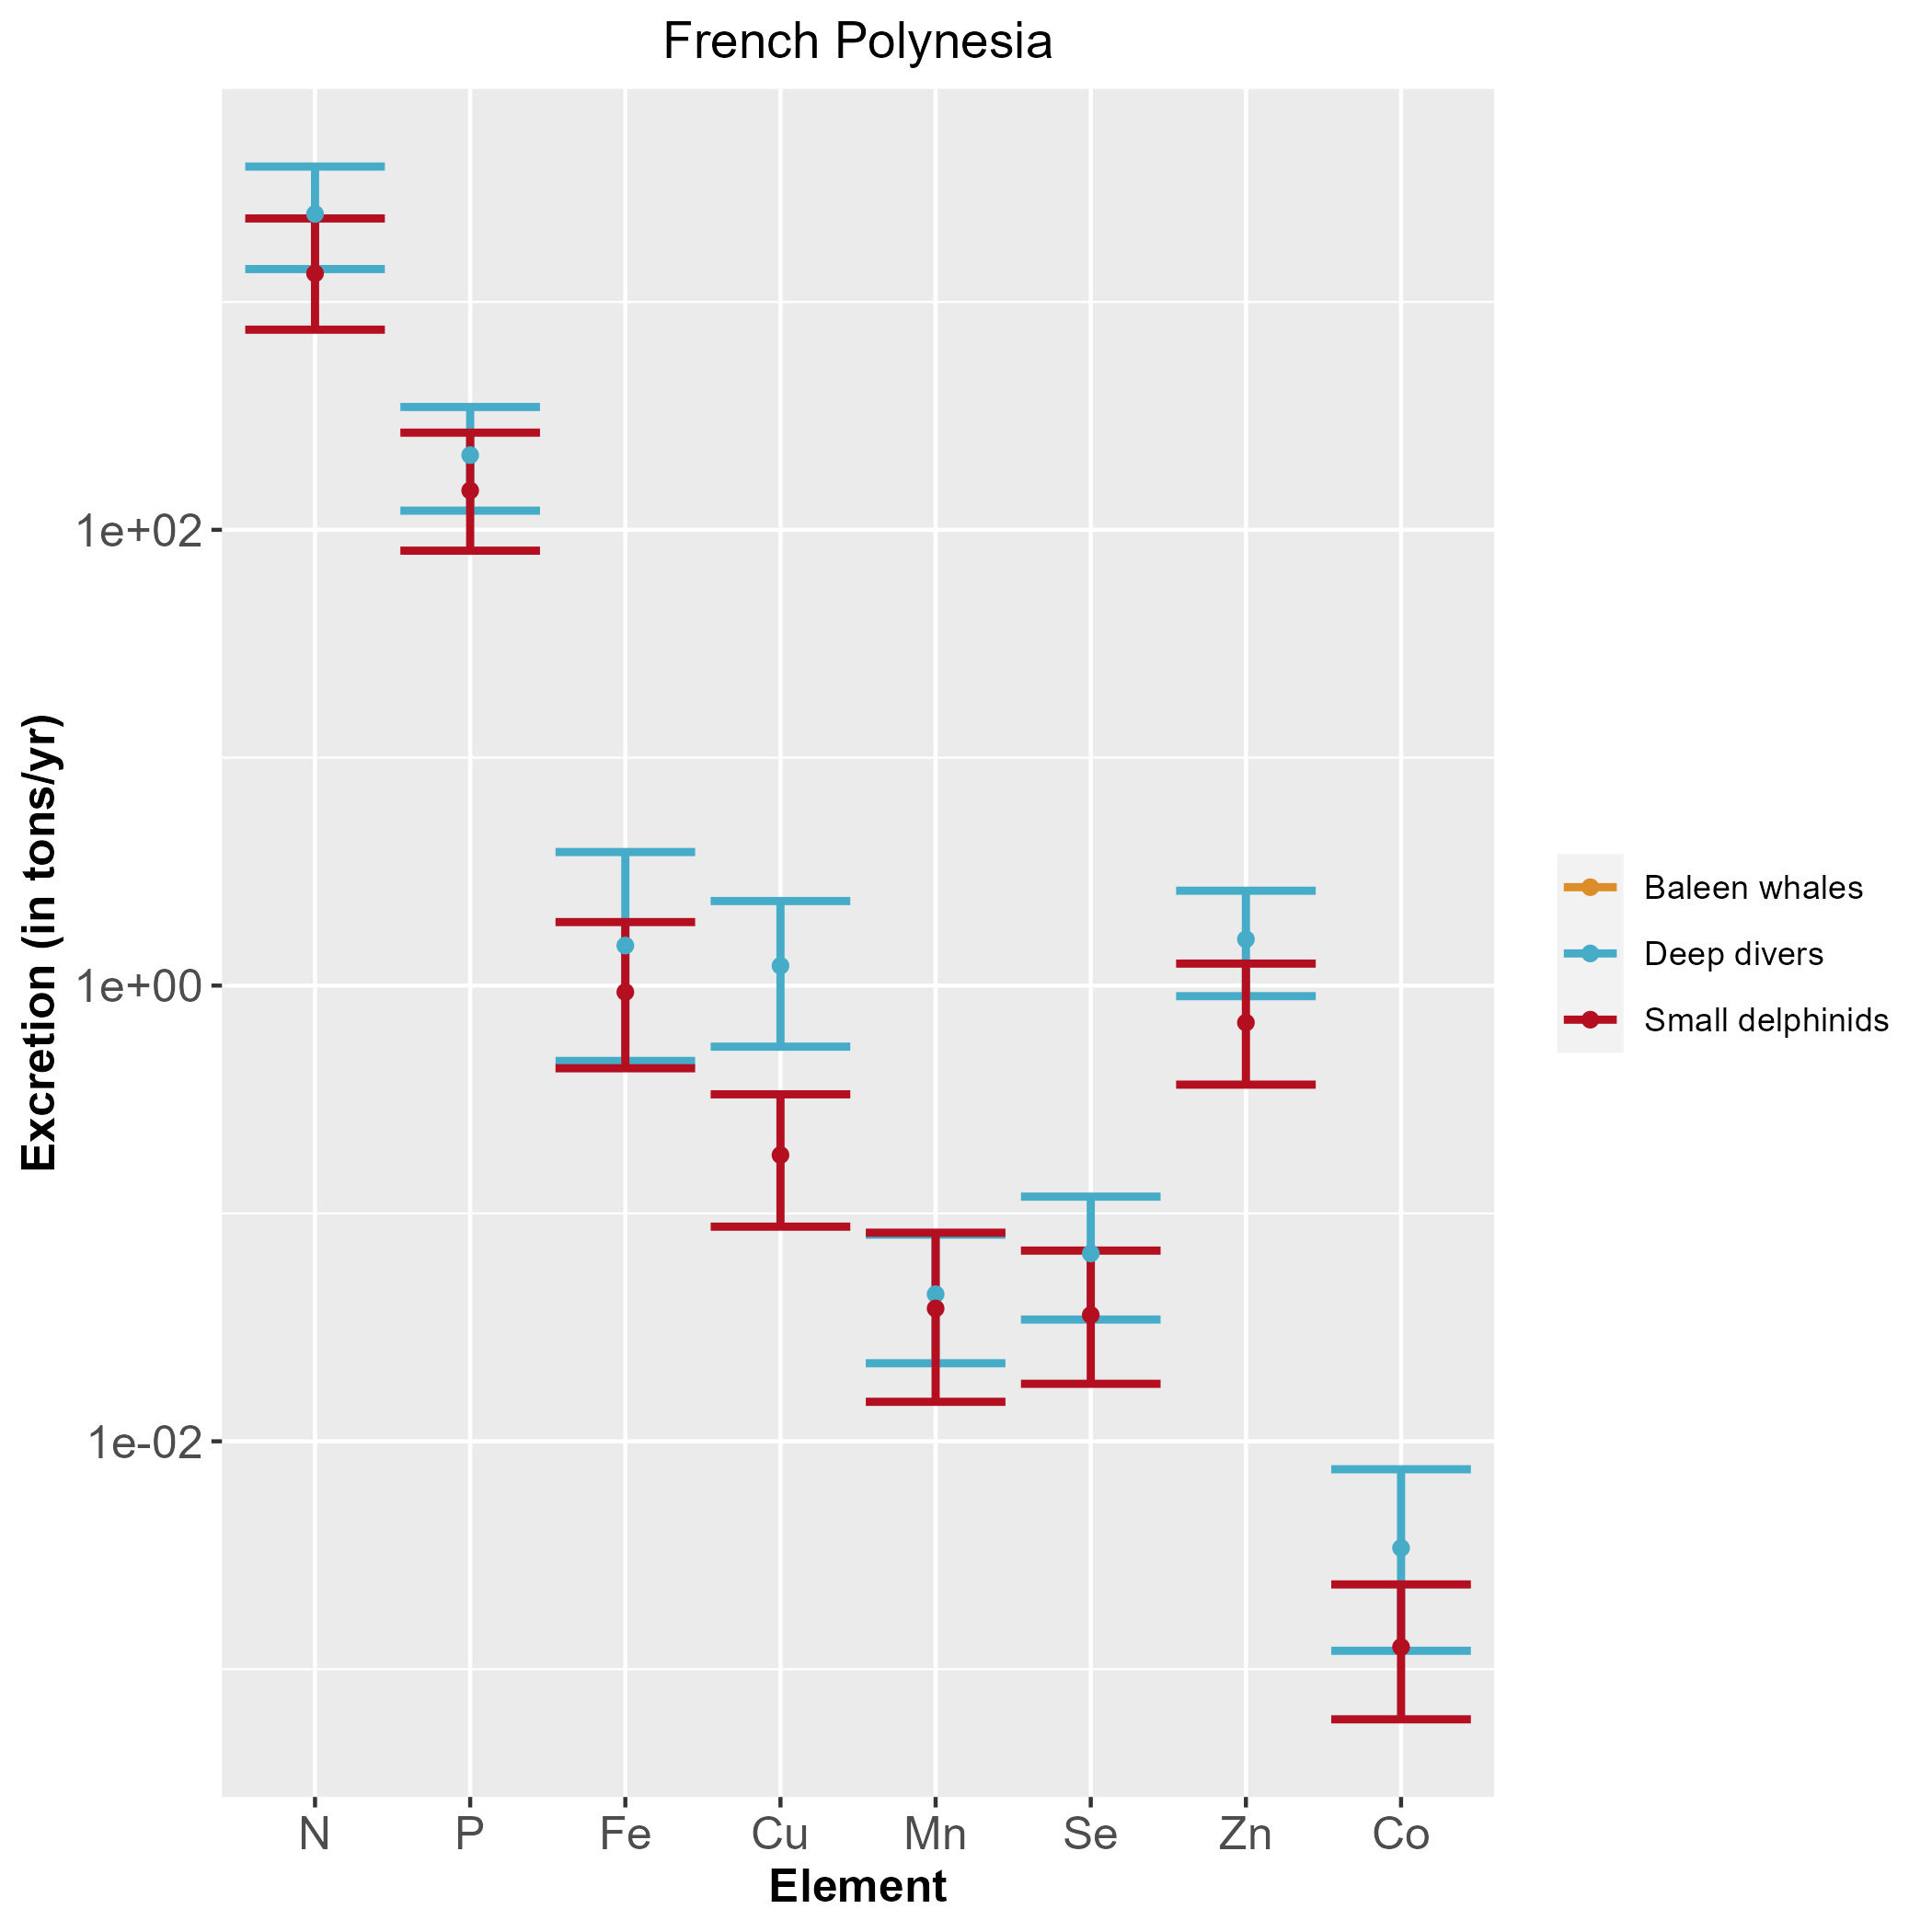 French Polynesia
Excretion (in tons/yr)
1e+02
1e+00
1e-02
N P Fe Cu Mn Se Zn Co
Element
Baleen whales
Deep divers
Small delphinids